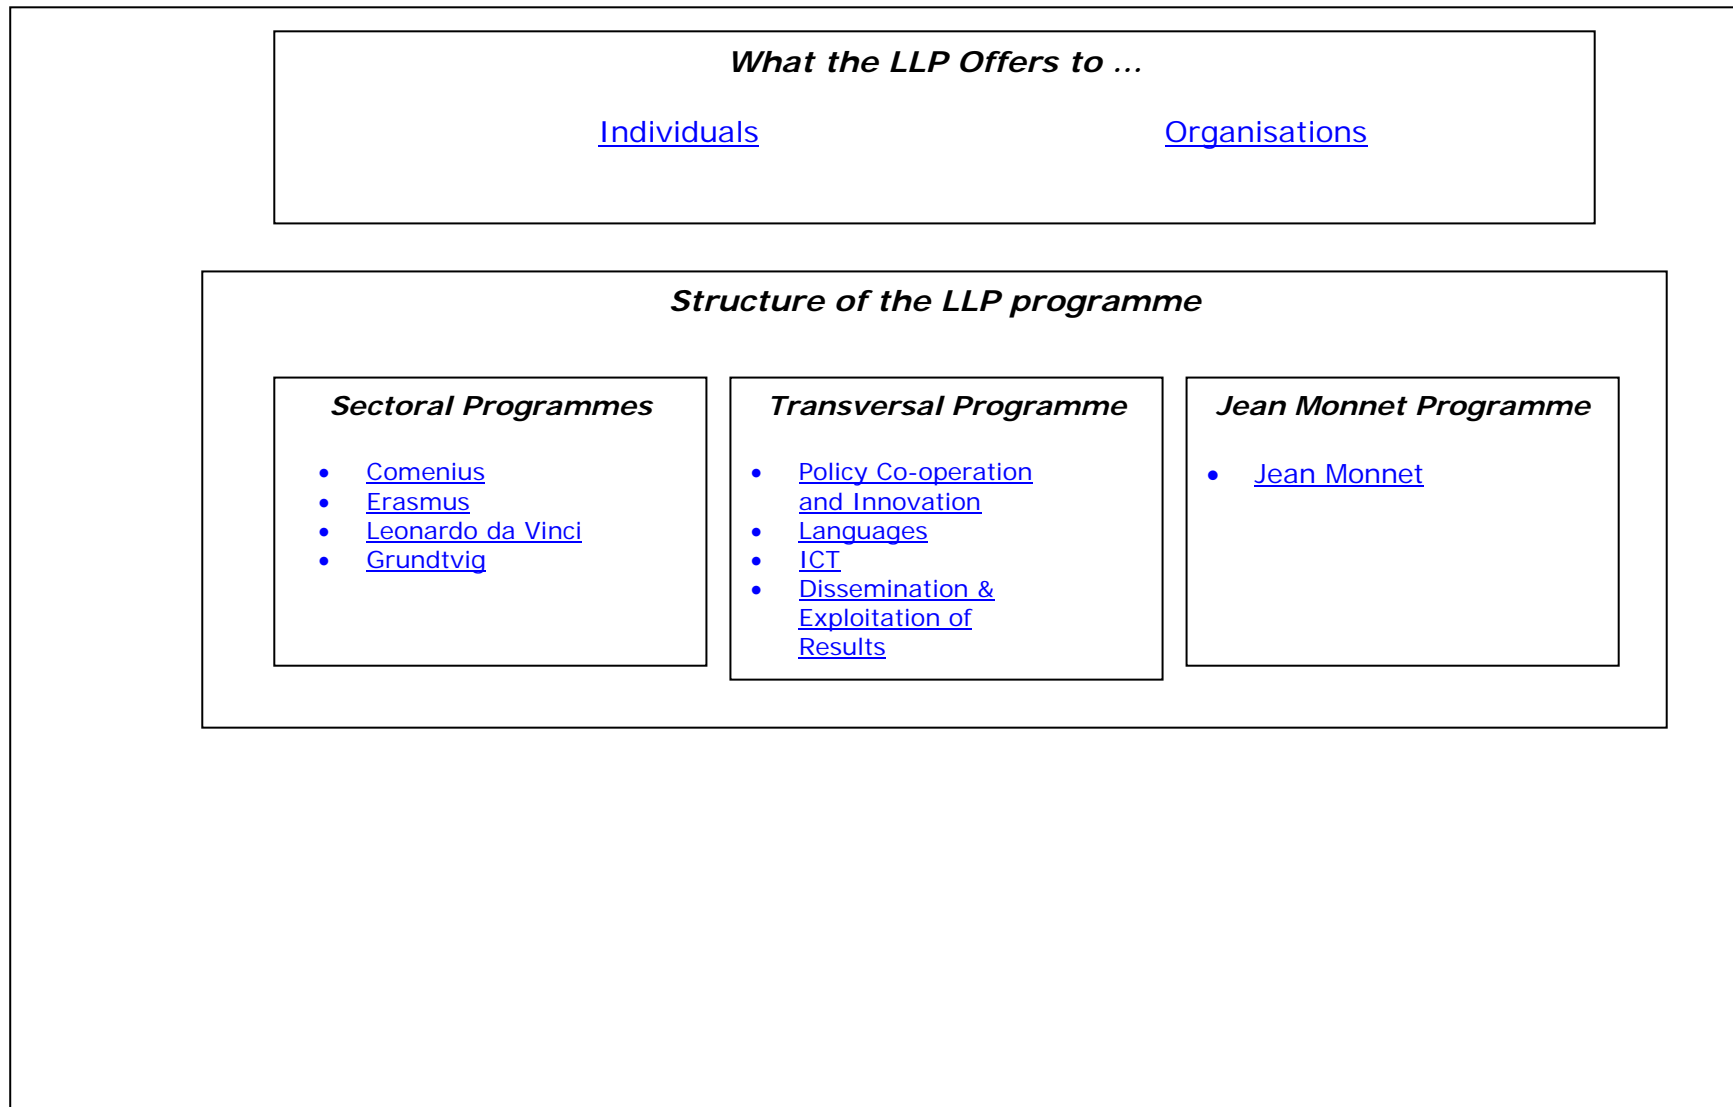 What the LLP Offers to ...
Individuals Organisations
Structure of the LLP programme
Sectoral Programmes
• Comenius
• Erasmus
• Leonardo da Vinci
• Grundtvig
Transversal Programme
• Policy Co-operation
and Innovation
• Languages
• ICT
• Dissemination &
Exploitation of
Results
Jean Monnet Programme
• Jean Monnet